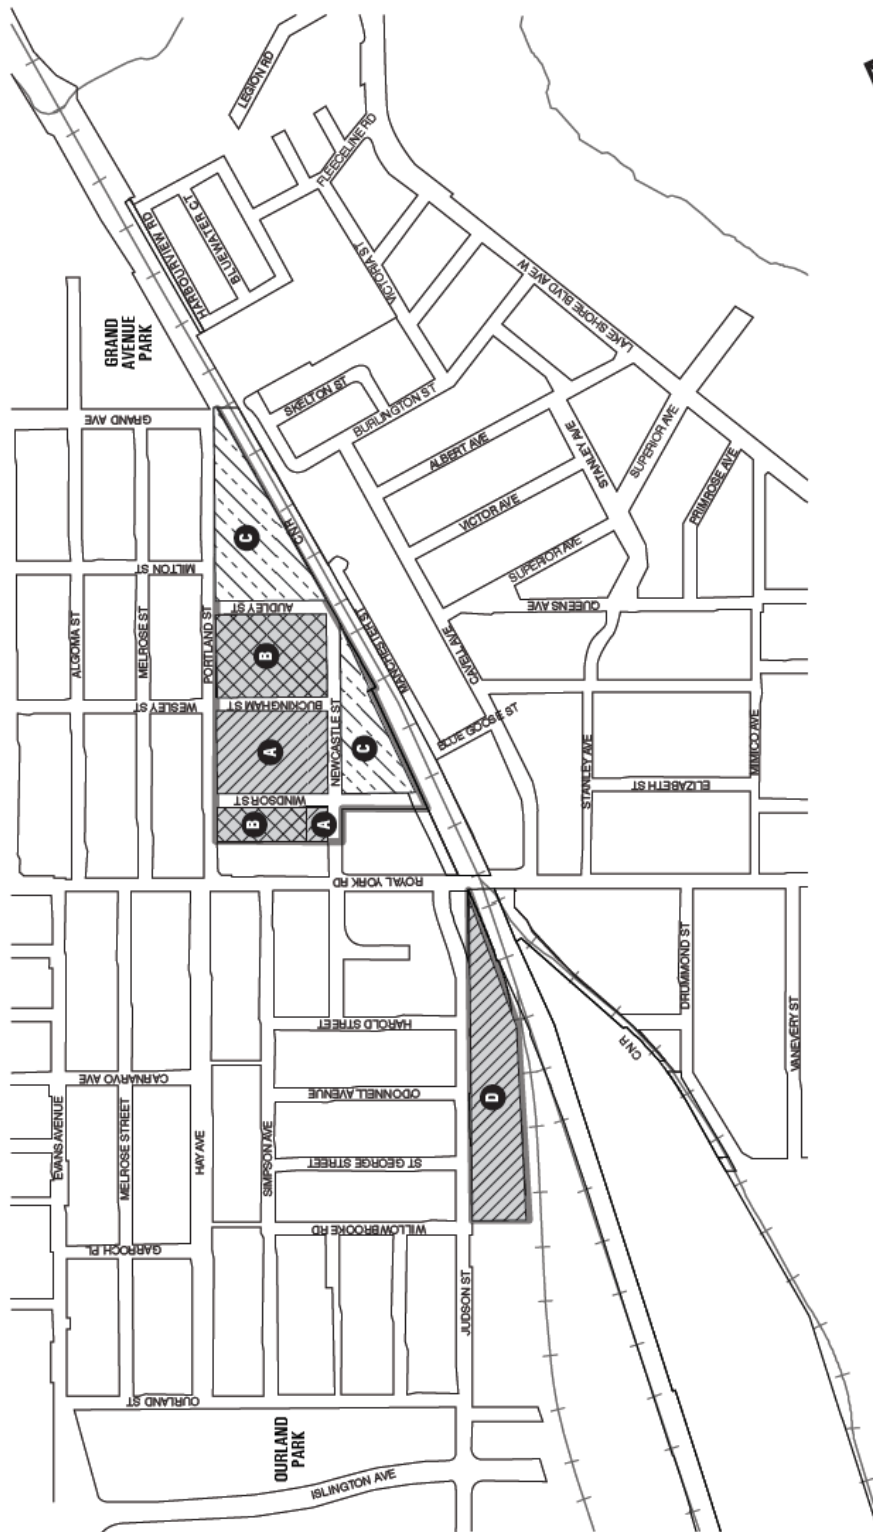 LEGION RD
FLEECELINE RD
HARBOURVIEW RD
BLUEWATER CT
VICTORIA ST
LAKE SHORE BLVD AVE W
GRAND
AVENUE
PARK
GRAND AVE
SKELTON ST
BURLINGTON ST
ALBERT AVE
STANLEY AVE
SUPERIOR AVE
PRIMROSE AVE
VICTOR AVE
SUPERIOR AVE
CNR
C
MILTON ST
AUDLEY ST
MANCHESTER ST
QUEENS AVE
ALGOMA ST
MELROSE ST
PORTLAND ST
B
CAVELL AVE
WESLEY ST
BUCKINGHAM ST
NEWCASTLE ST
A
C
BLUE GOOSE ST
STANLEY AVE
ELIZABETH ST
MIMICO AVE
WINDSOR ST
B
A
ROYAL YORK RD
DRUMMOND ST
VANEVERY ST
HAROLD STREET
CNR
CARNARVO AVE
O'DONNELL AVENUE
D
EVANS AVENUE
MELROSE STREET
HAY AVE
SIMPSON AVE
ST GEORGE STREET
WILLOWBROOKE RD
GARROCH PL
JUDSON ST
OURLAND ST
OURLAND
PARK
ISLINGTON AVE